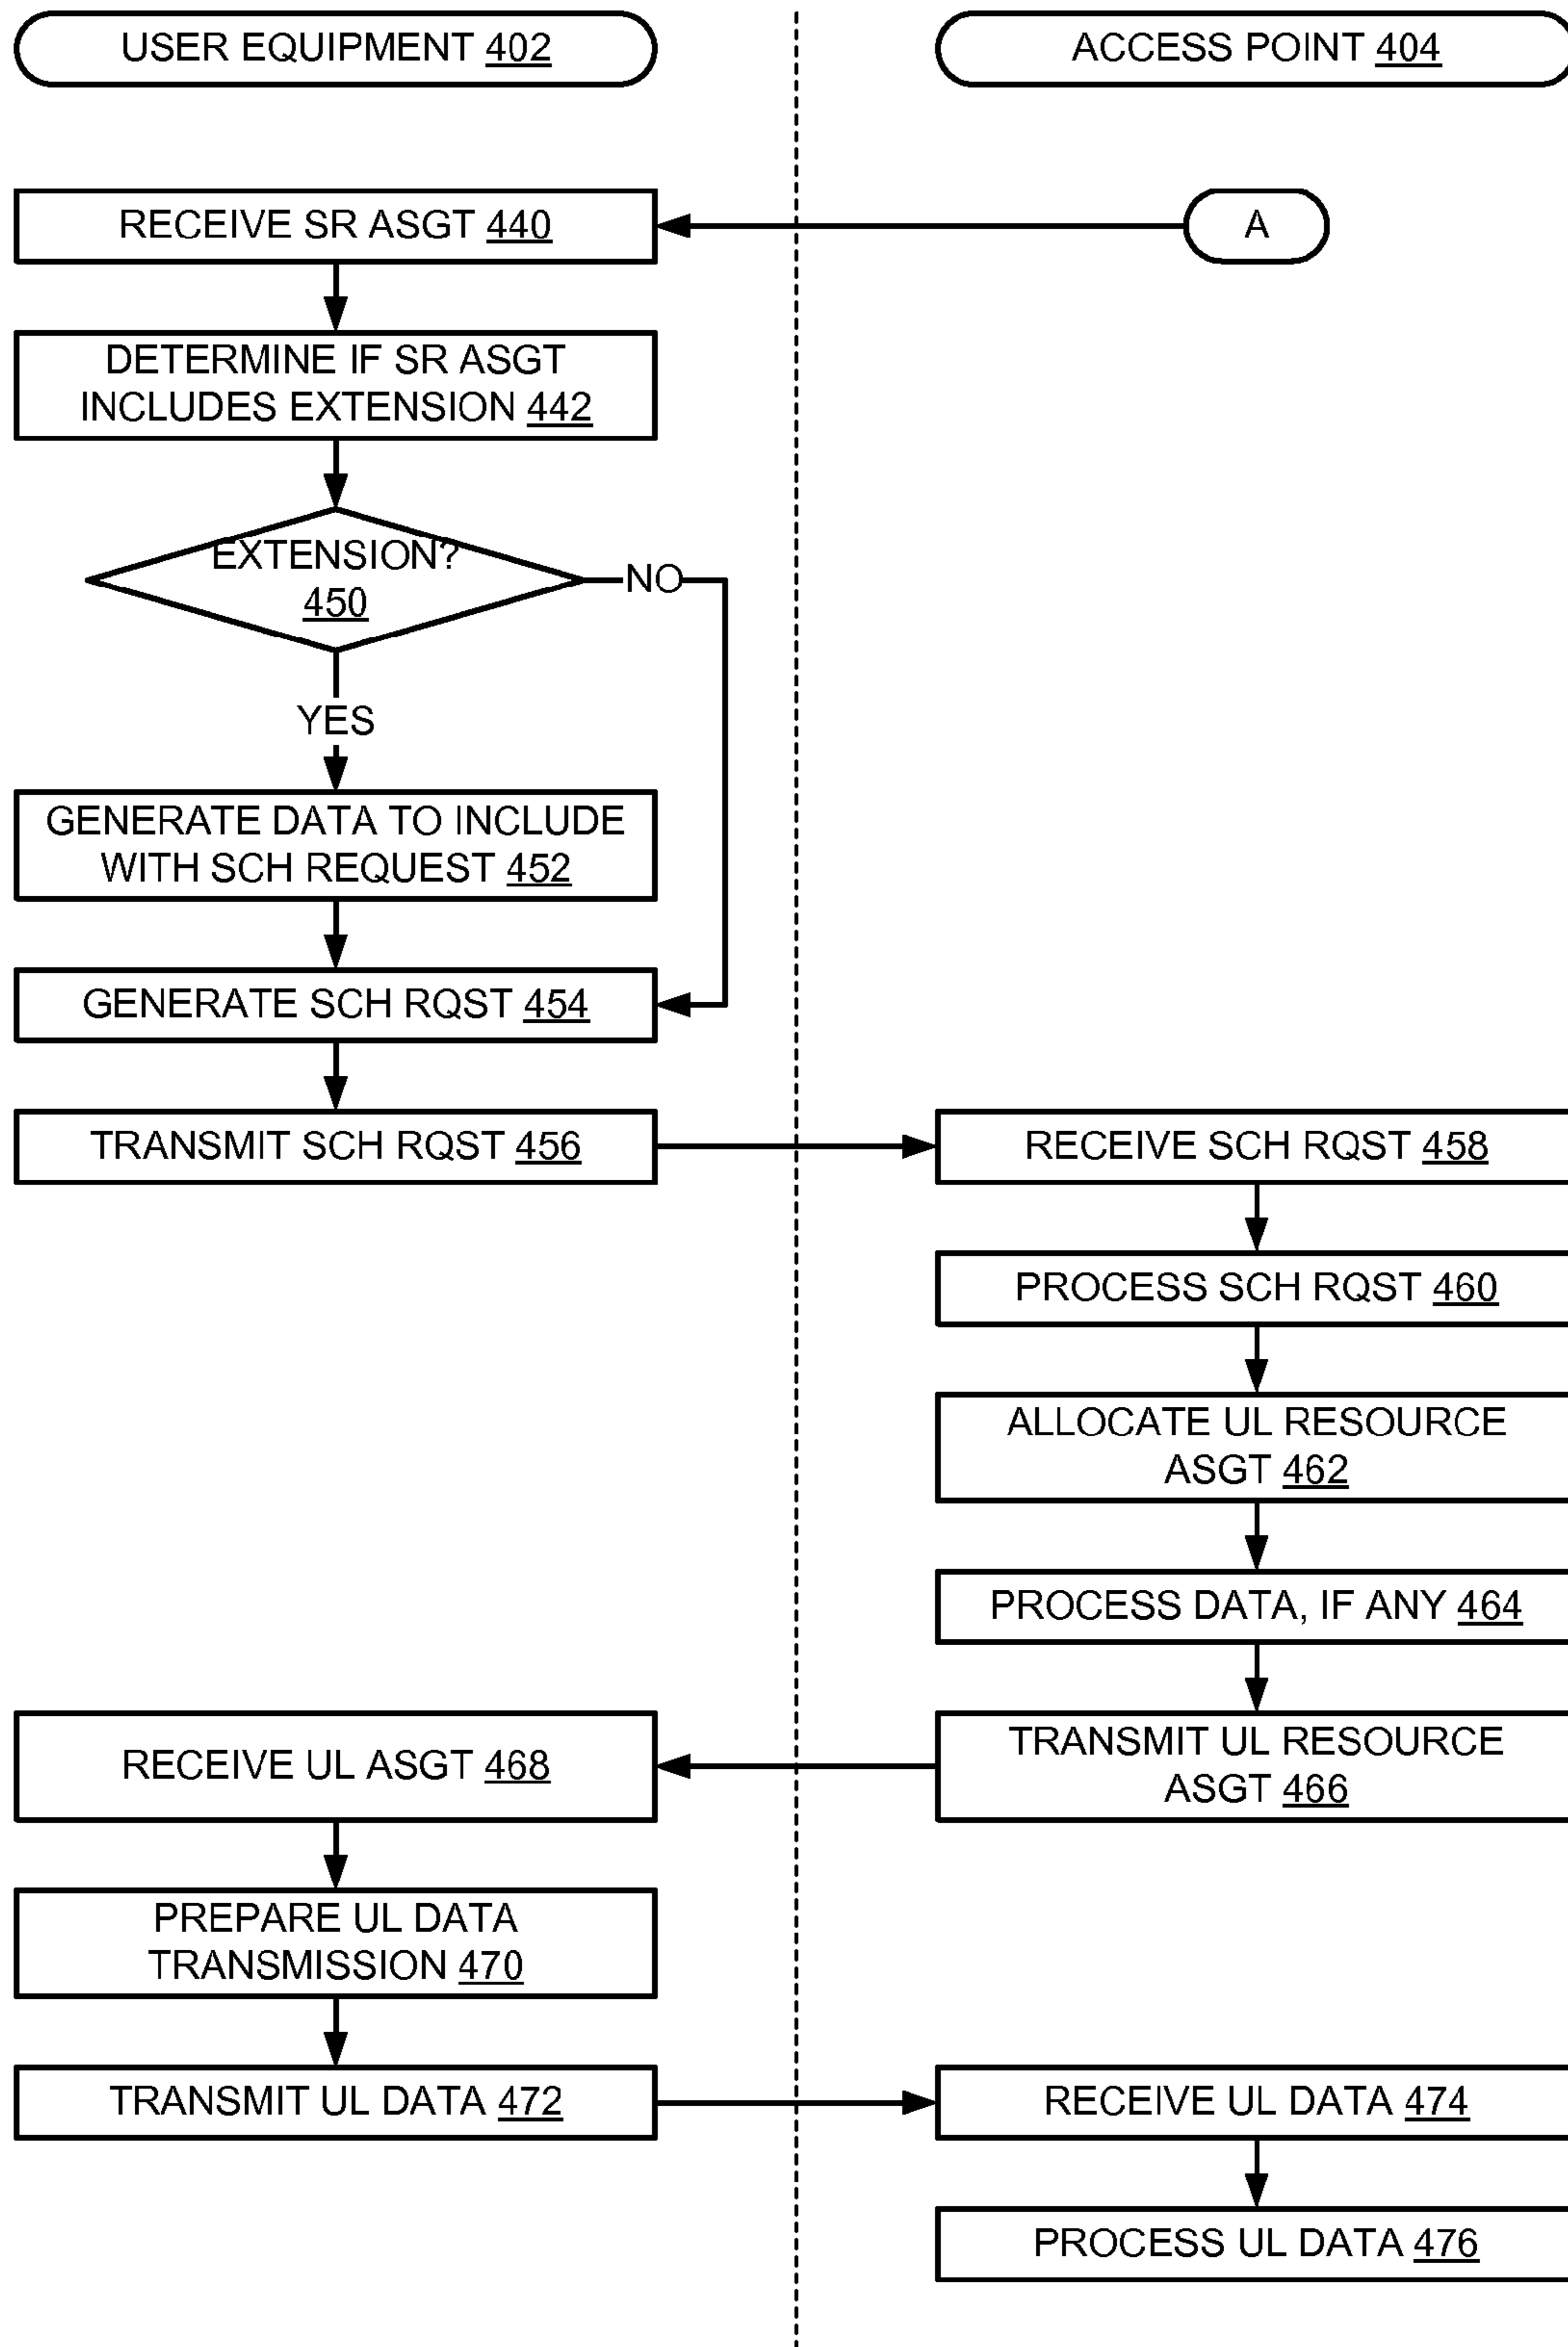 USER EQUIPMENT 402
ACCESS POINT 404
RECEIVE SR ASGT 440
A
DETERMINE IF SR ASGT
INCLUDES EXTENSION 442
EXTENSION?
450
NO
YES
GENERATE DATA TO INCLUDE
WITH SCH REQUEST 452
GENERATE SCH RQST 454
TRANSMIT SCH RQST 456
RECEIVE SCH RQST 458
PROCESS SCH RQST 460
ALLOCATE UL RESOURCE
ASGT 462
PROCESS DATA, IF ANY 464
TRANSMIT UL RESOURCE
ASGT 466
RECEIVE UL ASGT 468
PREPARE UL DATA
TRANSMISSION 470
TRANSMIT UL DATA 472
RECEIVE UL DATA 474
PROCESS UL DATA 476